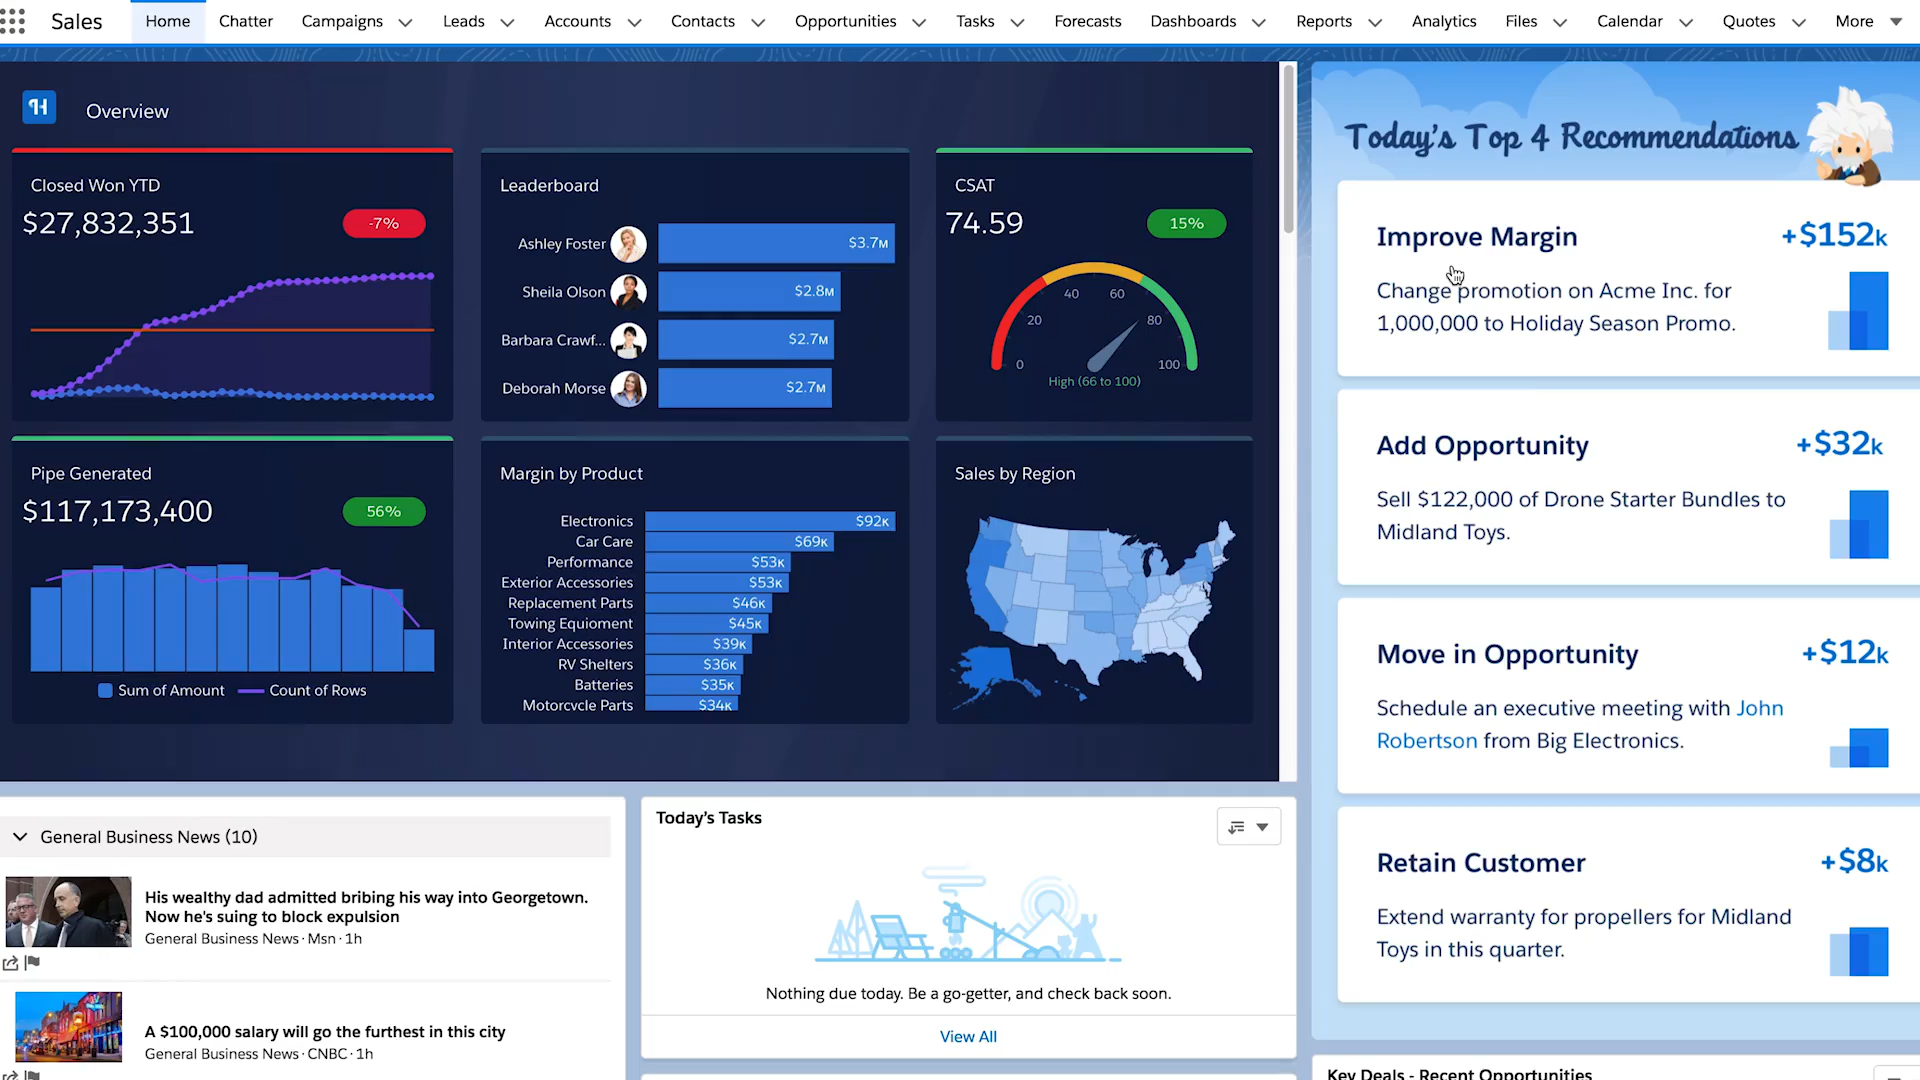 Sales
Home
Chatter
Campaigns
Leads
Accounts
Contacts
Opportunities
Tasks
Forecasts
Dashboards
Reports
Analytics
Files
Calendar
Quotes
More
Overview
Closed Won YTD
$27,832,351
-7%
Leaderboard
Ashley Foster
$3.7M
Sheila Olson
$2.8M
Barbara Crawf...
$2.7M
Deborah Morse
$2.7M
CSAT
74.59
15%
0
20
40
60
80
100
High (66 to 100)
Pipe Generated
$117,173,400
56%
Sum of Amount
Count of Rows
Margin by Product
Electronics
$92K
Car Care
$69K
Performance
$53K
Exterior Accessories
$53K
Replacement Parts
$46K
Towing Equioment
$45K
Interior Accessories
$39K
RV Shelters
$36K
Batteries
$35K
Motorcycle Parts
$34K
Sales by Region
Today's Top 4 Recommendations
Improve Margin
+$152k
Change promotion on Acme Inc. for
1,000,000 to Holiday Season Promo.
Add Opportunity
+$32k
Sell $122,000 of Drone Starter Bundles to
Midland Toys.
Move in Opportunity
+$12k
Schedule an executive meeting with John
Robertson from Big Electronics.
Retain Customer
+$8k
Extend warranty for propellers for Midland
Toys in this quarter.
General Business News (10)
His wealthy dad admitted bribing his way into Georgetown.
Now he's suing to block expulsion
General Business News · Msn · 1h
A $100,000 salary will go the furthest in this city
General Business News · CNBC · 1h
Today's Tasks
Nothing due today. Be a go-getter, and check back soon.
View All
Key Deals - Recent Opportunities